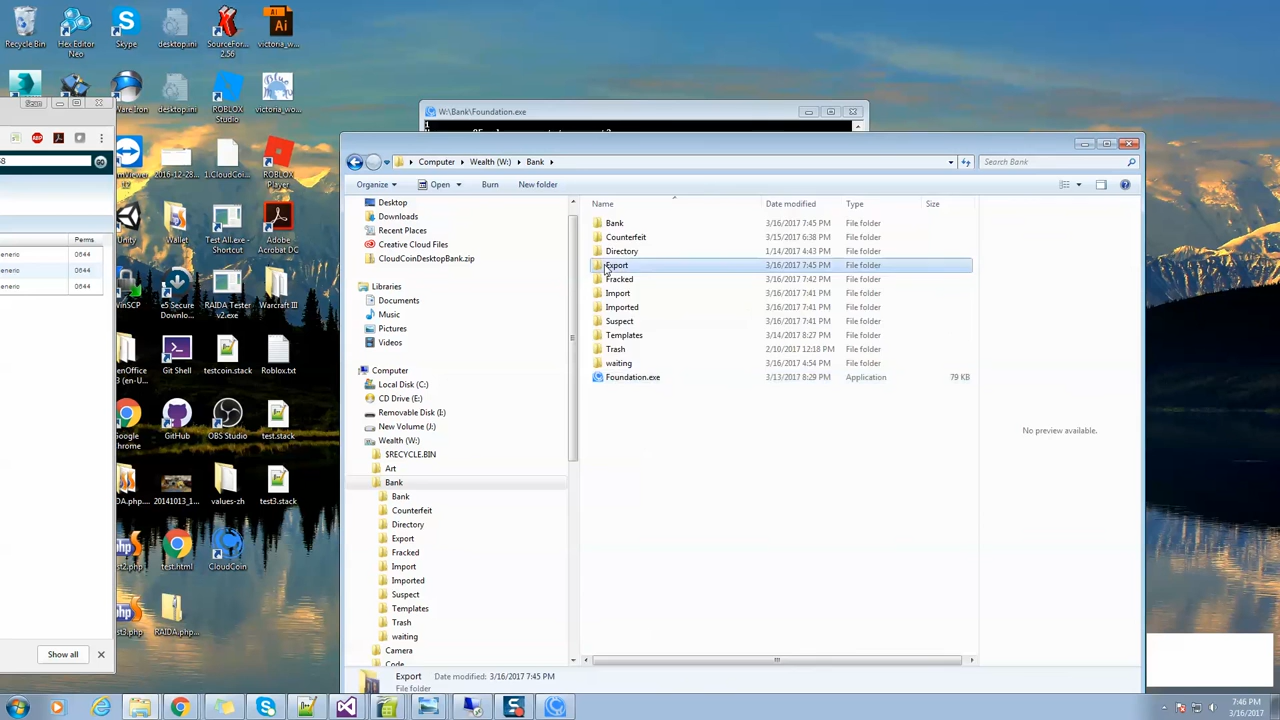 Recycle Bin
Hex Editor
Neo
Skype
desktop.ini
SourceFor...
2.56
victoria_w...
desktop.ini
ROBLOX
Studio
victoria_wo...
2016-12-28...
1.CloudCoi...
ROBLOX
Player
Unity
Wallet
Test All.exe -
Shortcut
Adobe
Acrobat DC
WinSCP
e5 Secure
Downlo...
RAIDA Tester
v2.exe
Warcraft III
Git Shell
testcoin.stack
Roblox.txt
Google
Chrome
GitHub
OBS Studio
test.stack
20141013_1...
values-zh
test3.stack
test.html
CloudCoin
RAIDA.php...
Scan
GO
Perms
eneric
0644
eneric
0644
eneric
0644
Show all
W:\Bank\Foundation.exe
Computer
Wealth (W:)
Bank
Search Bank
Organize
Open
Burn
New folder
Desktop
Downloads
Recent Places
Creative Cloud Files
CloudCoinDesktopBank.zip
Libraries
Documents
Music
Pictures
Videos
Computer
Local Disk (C:)
CD Drive (E:)
Removable Disk (I:)
New Volume (J:)
Wealth (W:)
$RECYCLE.BIN
Art
Bank
Bank
Counterfeit
Directory
Export
Fracked
Import
Imported
Suspect
Templates
Trash
waiting
Camera
Code
Name Date modified Type Size
Bank 3/16/2017 7:45 PM File folder
Counterfeit 3/15/2017 6:38 PM File folder
Directory 1/14/2017 4:43 PM File folder
Export 3/16/2017 7:45 PM File folder
Fracked 3/16/2017 7:42 PM File folder
Import 3/16/2017 7:41 PM File folder
Imported 3/16/2017 7:41 PM File folder
Suspect 3/16/2017 7:41 PM File folder
Templates 3/14/2017 8:27 PM File folder
Trash 2/10/2017 12:18 PM File folder
waiting 3/16/2017 4:54 PM File folder
Foundation.exe 3/13/2017 8:29 PM Application 79 KB
No preview available.
Export Date modified: 3/16/2017 7:45 PM
File folder
7:46 PM
3/16/2017